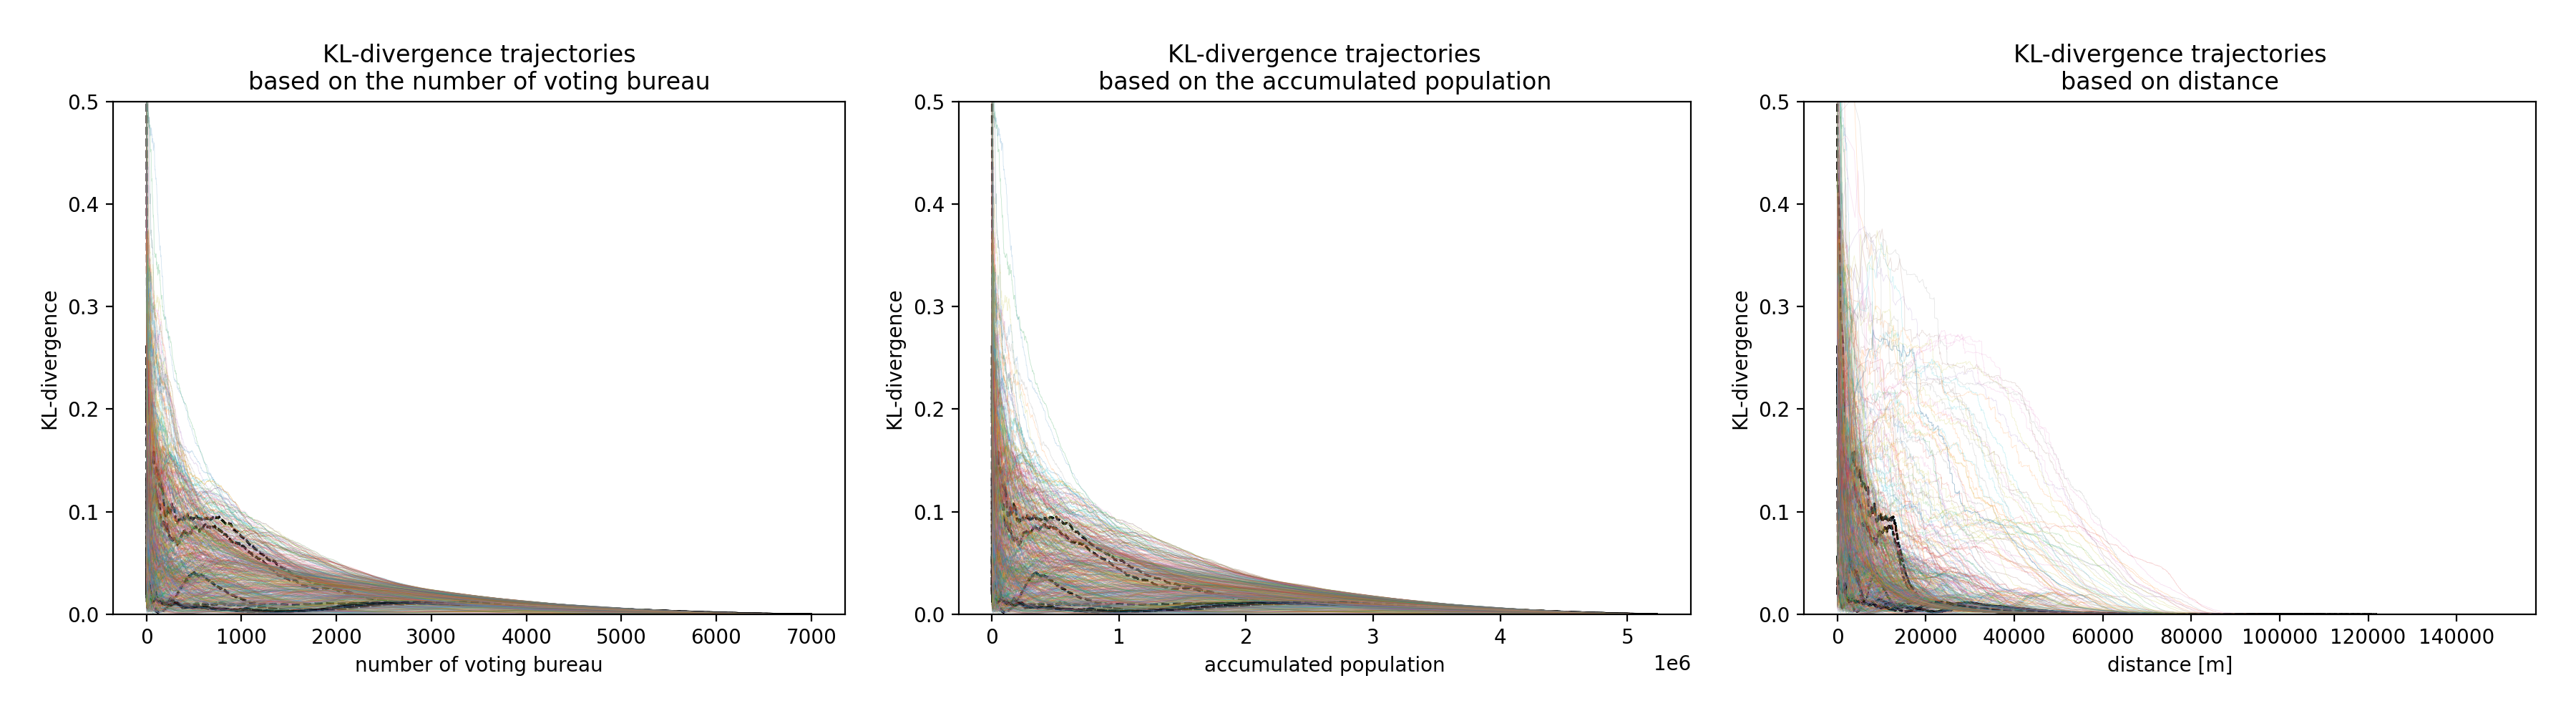 KL-divergence trajectories
based on the number of voting bureau
KL-divergence
0.5
0.4
0.3
0.2
0.1
0.0
0 1000 2000 3000 4000 5000 6000 7000
number of voting bureau
KL-divergence trajectories
based on the accumulated population
KL-divergence
0.5
0.4
0.3
0.2
0.1
0.0
0 1 2 3 4 5
1e6
accumulated population
KL-divergence trajectories
based on distance
KL-divergence
0.5
0.4
0.3
0.2
0.1
0.0
0 20000 40000 60000 80000 100000 120000 140000
distance [m]